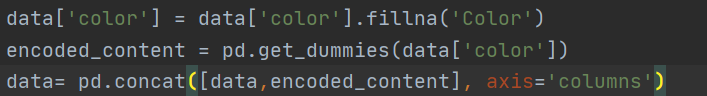 data['color'] = data['color'].fillna('Color')
encoded_content = pd.get_dummies(data['color'])
data= pd.concat([data,encoded_content], axis='columns')